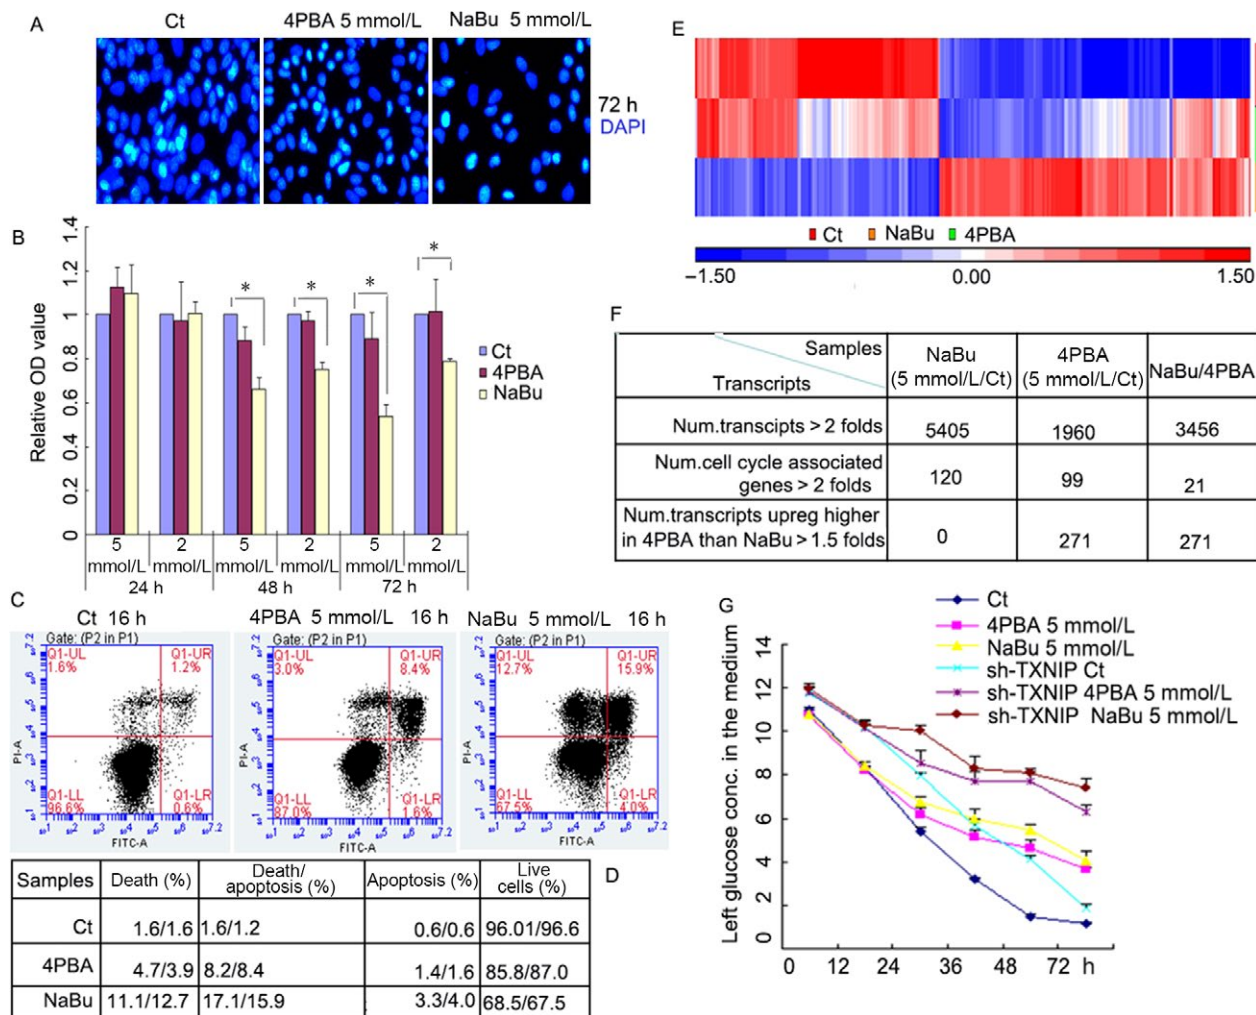 A
Ct
4PBA 5 mmol/L
NaBu 5 mmol/L
72 h
DAPI
B
Relative OD value
1.4
1.2
1
0.8
0.6
0.4
0.2
0
*
*
*
*
Ct
4PBA
NaBu
5
2
5
2
5
2
mmol/L
mmol/L
mmol/L
mmol/L
mmol/L
mmol/L
24 h
48 h
72 h
C
Ct 16 h
4PBA 5 mmol/L 16 h
NaBu 5 mmol/L 16 h
Gate: (P2 in P1)
Q1-UL
1.6%
Q1-UR
1.2%
Q1-LL
96.6%
Q1-LR
0.6%
PI-A
FITC-A
Gate: (P2 in P1)
Q1-UL
3.0%
Q1-UR
8.4%
Q1-LL
87.0%
Q1-LR
1.6%
PI-A
FITC-A
Gate: (P2 in P1)
Q1-UL
12.7%
Q1-UR
15.9%
Q1-LL
67.5%
Q1-LR
4.0%
PI-A
FITC-A
D
Samples Death (%) Death/ apoptosis (%) Apoptosis (%) Live cells (%)
Ct 1.6/1.6 1.6/1.2 0.6/0.6 96.01/96.6
4PBA 4.7/3.9 8.2/8.4 1.4/1.6 85.8/87.0
NaBu 11.1/12.7 17.1/15.9 3.3/4.0 68.5/67.5
E
Ct NaBu 4PBA
−1.50 0.00 1.50
F
Samples
Transcripts
NaBu
(5 mmol/L/Ct)
4PBA
(5 mmol/L/Ct)
NaBu/4PBA
Num.transcipts > 2 folds 5405 1960 3456
Num.cell cycle associated
genes > 2 folds 120 99 21
Num.transcripts upreg higher
in 4PBA than NaBu > 1.5 folds 0 271 271
G
Ct
4PBA 5 mmol/L
NaBu 5 mmol/L
sh-TXNIP Ct
sh-TXNIP 4PBA 5 mmol/L
sh-TXNIP NaBu 5 mmol/L
Left glucose conc. in the medium
14
12
10
8
6
4
2
0
0 12 24 36 48 60 72 h